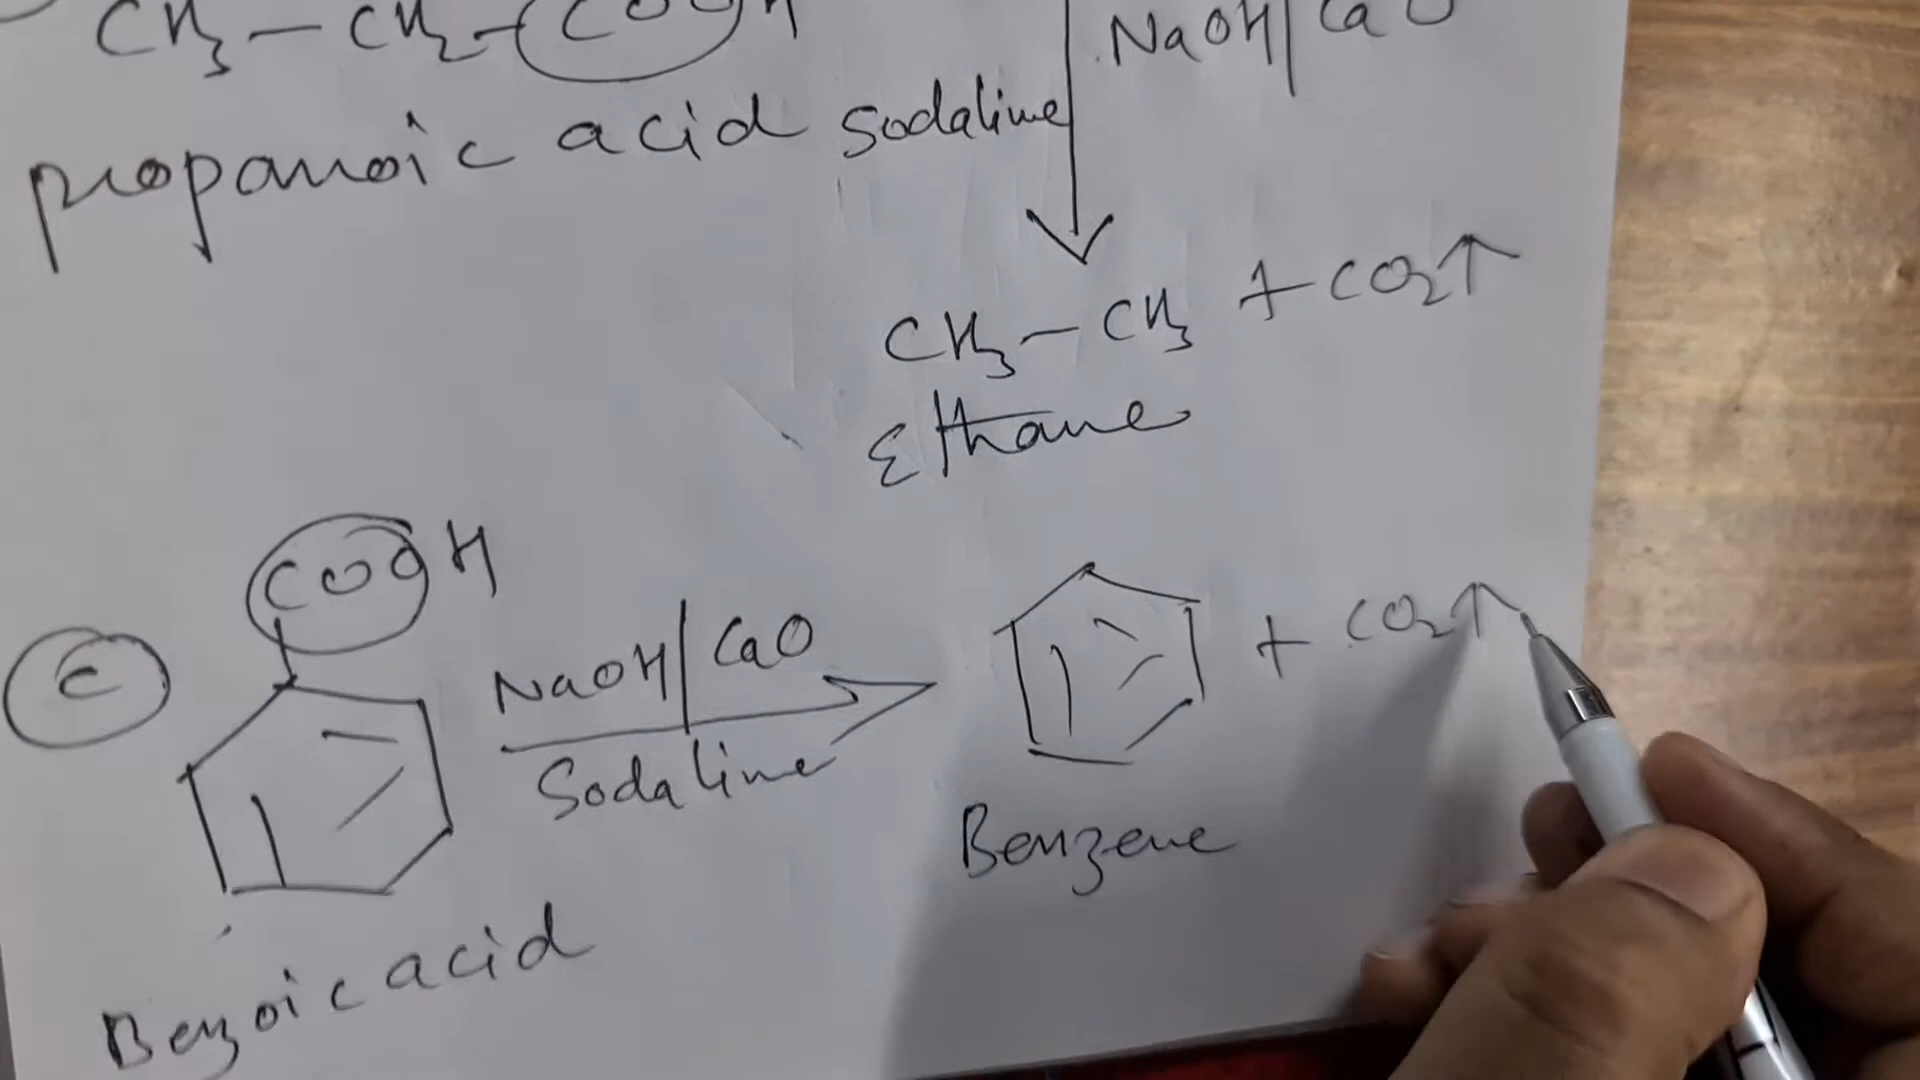 CH3 — CH2 — COOH
NaOH | CaO
propanoic acid sodalime
CH3 — CH3 + CO2↑
Ethane
COOH
C
NaOH | CaO
Sodalime
+ CO2↑
Benzene
Benzoic acid